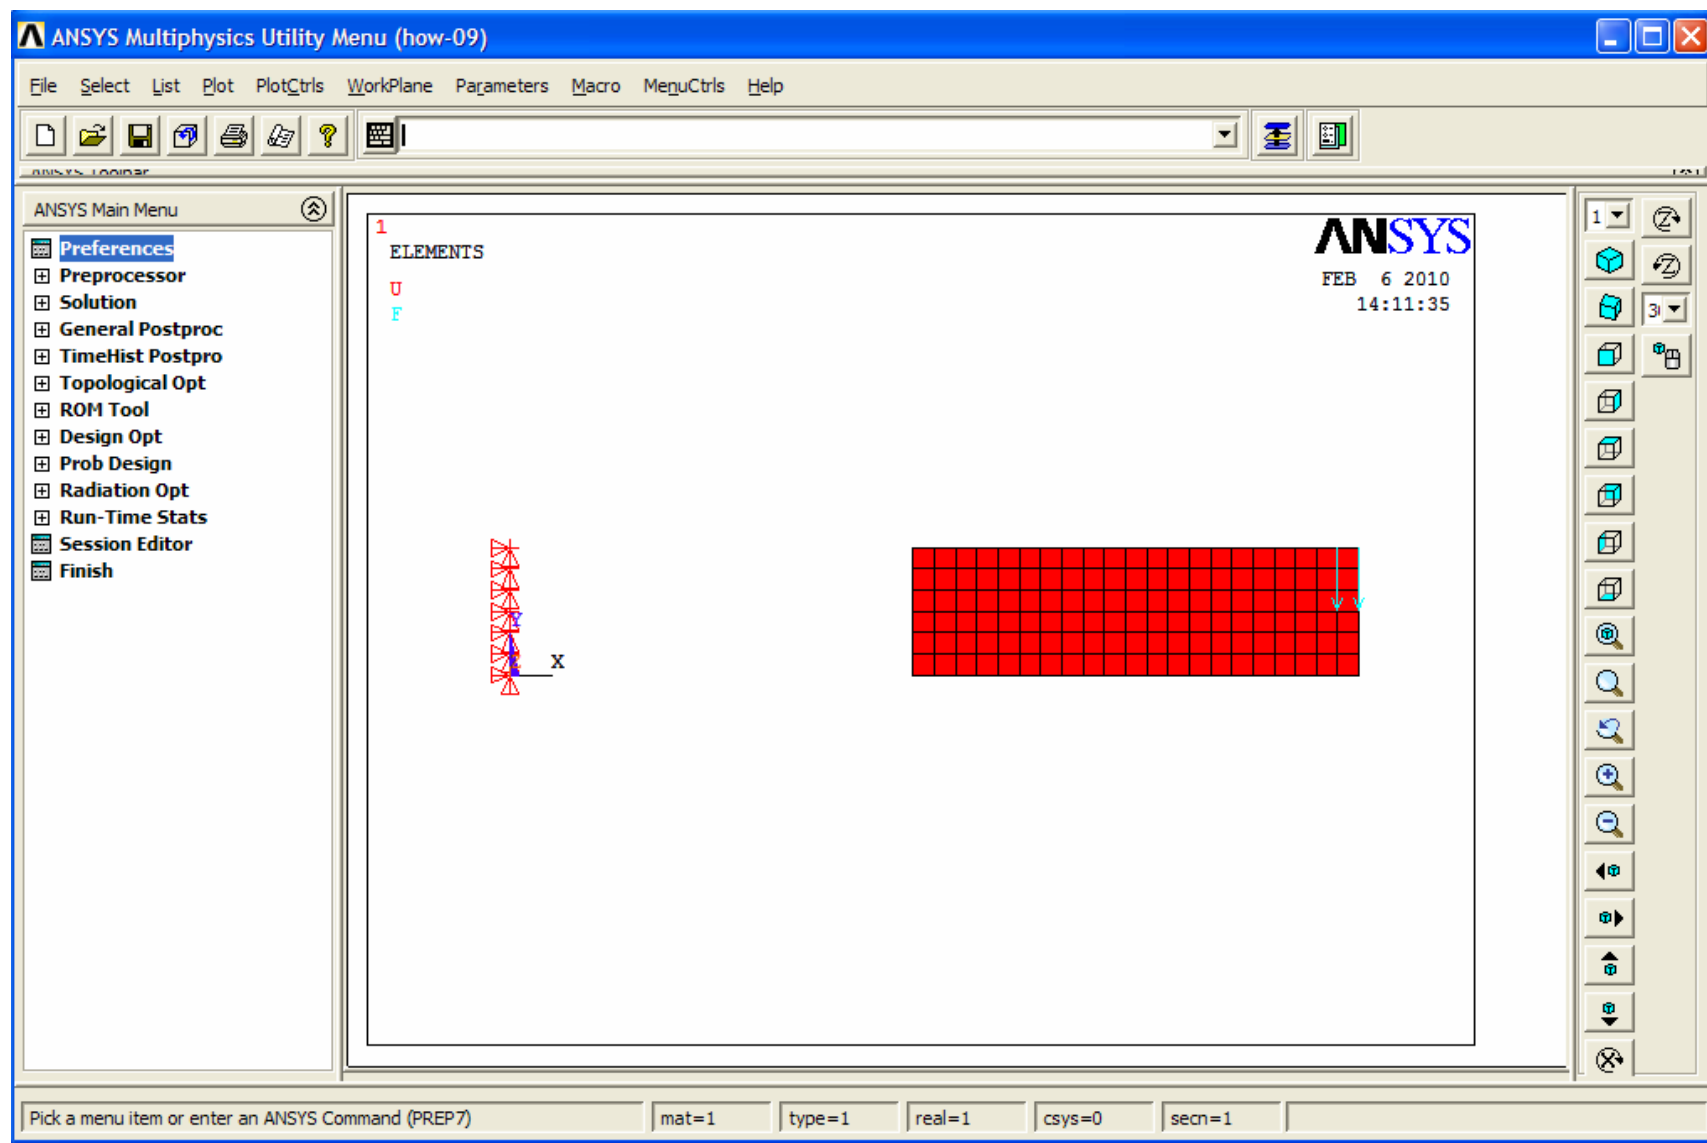 ANSYS Multiphysics Utility Menu (how-09)
File Select List Plot PlotCtrls WorkPlane Parameters Macro MenuCtrls Help
ANSYS Toolbar
ANSYS Main Menu
Preferences
Preprocessor
Solution
General Postproc
TimeHist Postpro
Topological Opt
ROM Tool
Design Opt
Prob Design
Radiation Opt
Run-Time Stats
Session Editor
Finish
1
ELEMENTS
U
F
ANSYS
FEB 6 2010
14:11:35
Y
X
1
Pick a menu item or enter an ANSYS Command (PREP7) mat=1 type=1 real=1 csys=0 secn=1